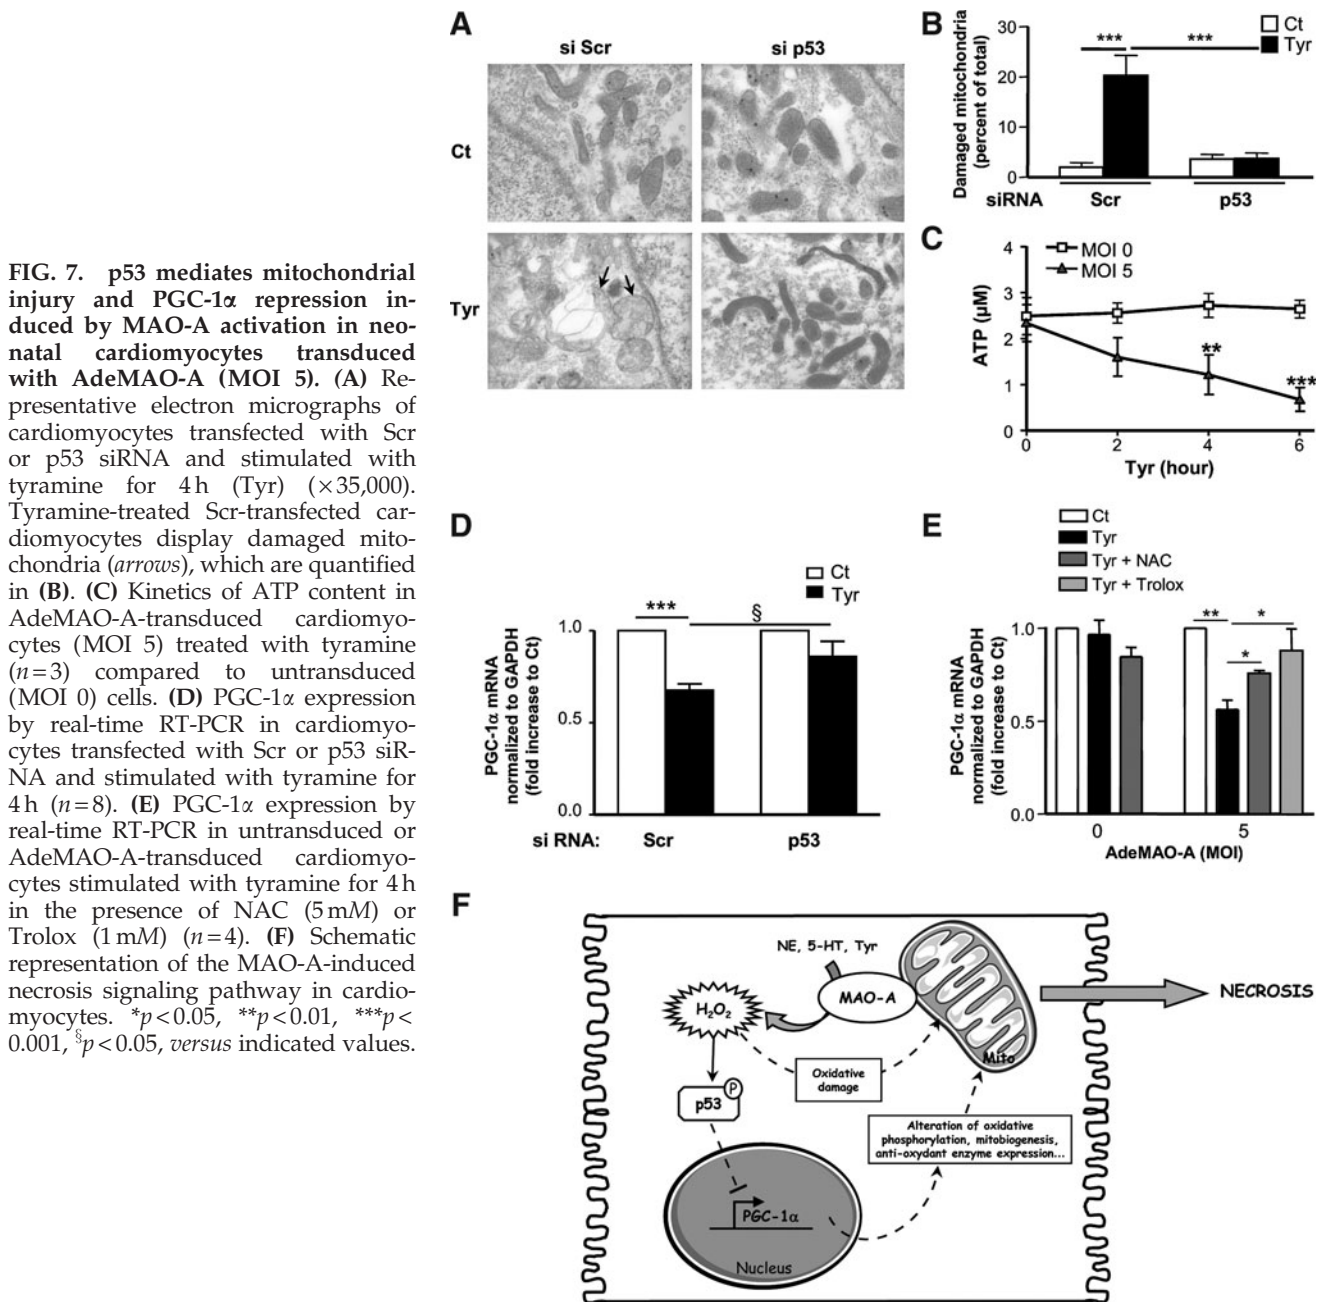 FIG. 7. p53 mediates mitochondrial
injury and PGC-1α repression in-
duced by MAO-A activation in neo-
natal cardiomyocytes transduced
with AdeMAO-A (MOI 5). (A) Re-
presentative electron micrographs of
cardiomyocytes transfected with Scr
or p53 siRNA and stimulated with
tyramine for 4 h (Tyr) (×35,000).
Tyramine-treated Scr-transfected car-
diomyocytes display damaged mito-
chondria (arrows), which are quantified
in (B). (C) Kinetics of ATP content in
AdeMAO-A-transduced cardiomyo-
cytes (MOI 5) treated with tyramine
(n=3) compared to untransduced
(MOI 0) cells. (D) PGC-1α expression
by real-time RT-PCR in cardiomyo-
cytes transfected with Scr or p53 siR-
NA and stimulated with tyramine for
4 h (n=8). (E) PGC-1α expression by
real-time RT-PCR in untransduced or
AdeMAO-A-transduced cardiomyo-
cytes stimulated with tyramine for 4 h
in the presence of NAC (5 mM) or
Trolox (1 mM) (n=4). (F) Schematic
representation of the MAO-A-induced
necrosis signaling pathway in cardio-
myocytes. *p<0.05, **p<0.01, ***p<
0.001, §p<0.05, versus indicated values.
A
si Scr
si p53
Ct
Tyr
B
Damaged mitochondria
(percent of total)
30
20
10
0
Ct
Tyr
***
***
siRNA
Scr
p53
C
ATP (µM)
4
3
2
1
0
MOI 0
MOI 5
**
***
0
2
4
6
Tyr (hour)
D
Ct
Tyr
PGC-1α mRNA
normalized to GAPDH
(fold increase to Ct)
1.0
0.5
0.0
***
§
si RNA:
Scr
p53
E
Ct
Tyr
Tyr + NAC
Tyr + Trolox
PGC-1α mRNA
normalized to GAPDH
(fold increase to Ct)
1.0
0.5
0.0
**
*
*
0
5
AdeMAO-A (MOI)
F
NE, 5-HT, Tyr
MAO-A
H2O2
Mito
NECROSIS
Oxidative
damage
p53
P
Alteration of oxidative
phosphorylation, mitobiogenesis,
anti-oxydant enzyme expression...
PGC-1α
Nucleus